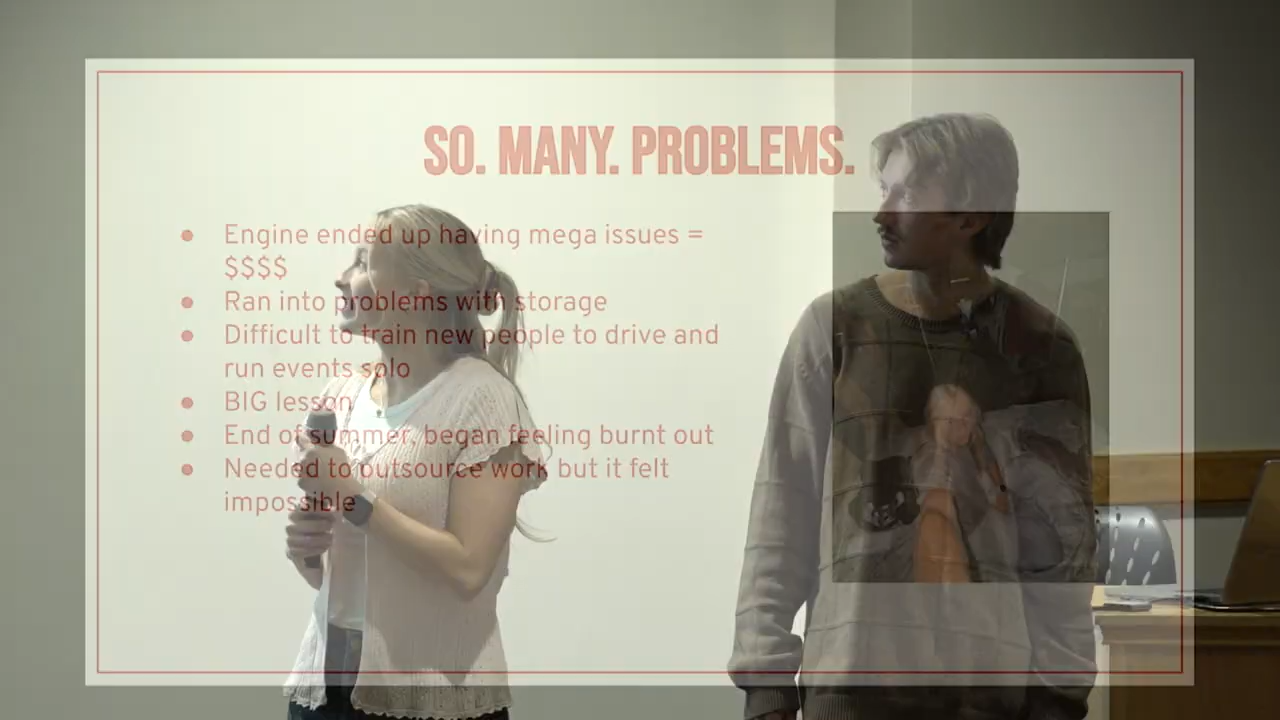 SO. MANY. PROBLEMS.
Engine ended up having mega issues =
$$$$
Ran into problems with storage
Difficult to train new people to drive and
run events solo
BIG lesson
End of summer, began feeling burnt out
Needed to outsource work but it felt
impossible